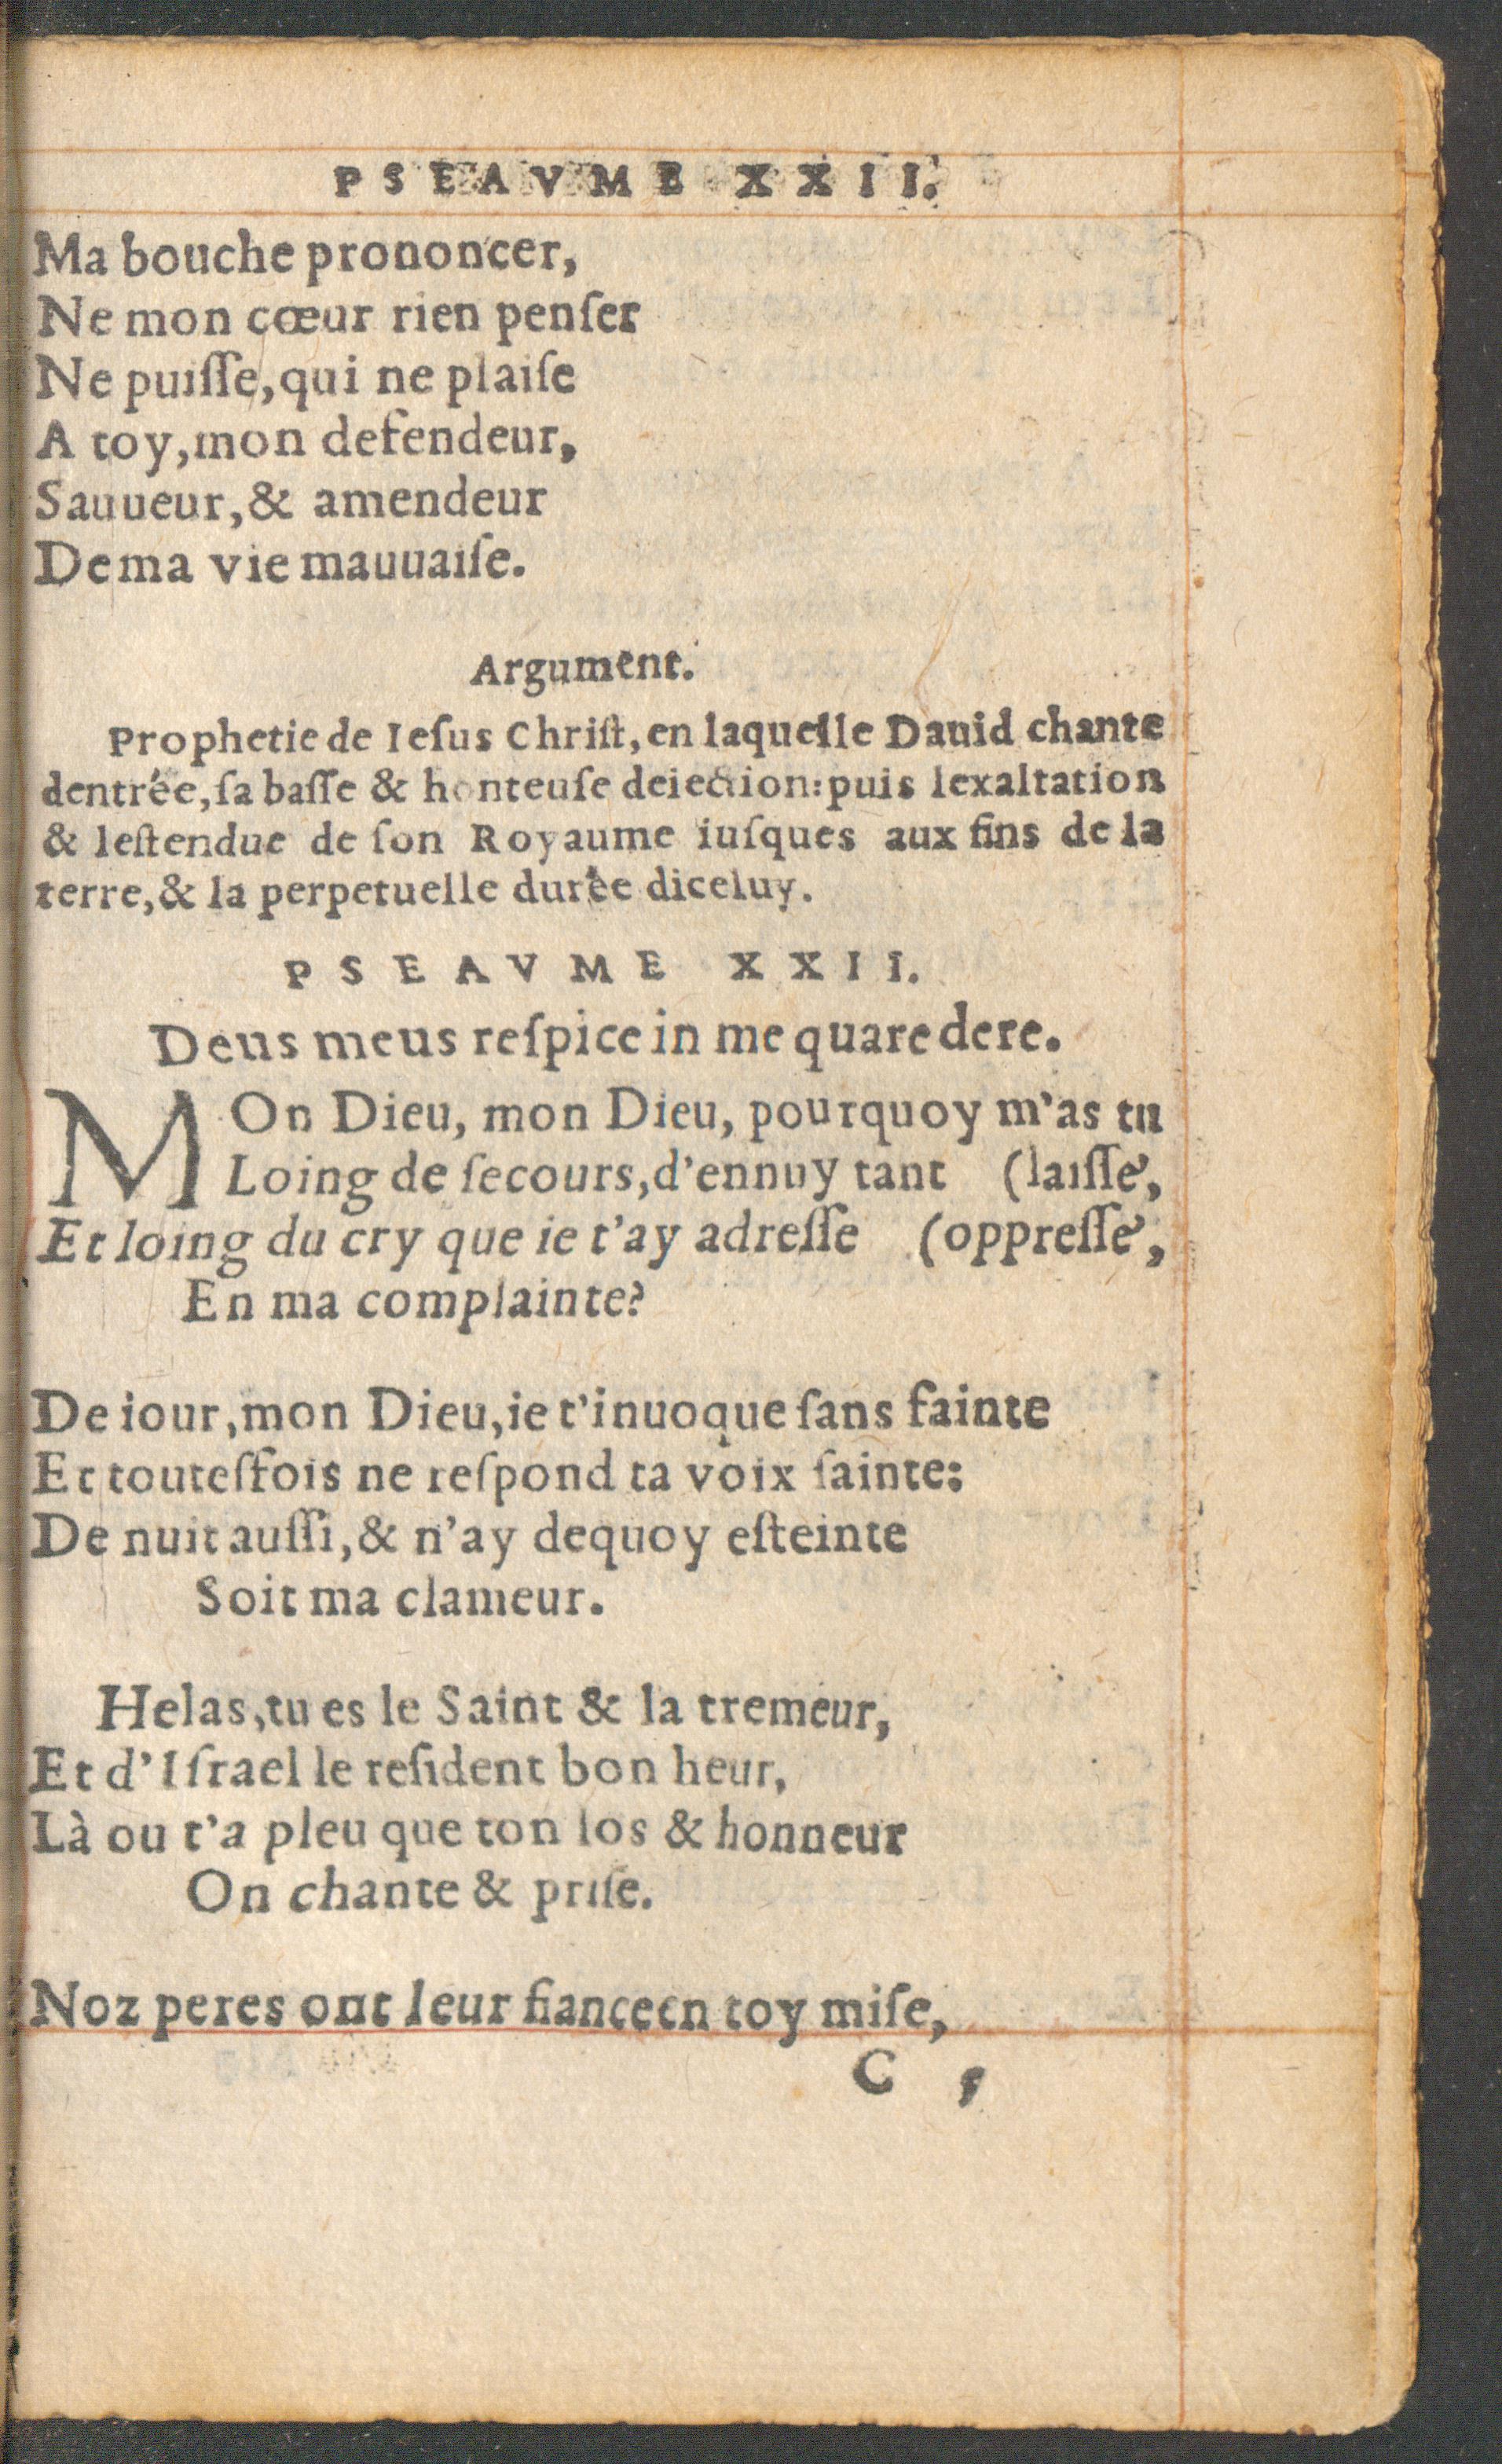 PSEAVME XXII.
Ma bouche prononcer,
Ne mon cœur rien penſer
Ne puiſſe, qui ne plaiſe
A toy, mon defendeur,
Sauueur, & amendeur
De ma vie mauuaiſe.
Argument.
Prophetie de Ieſus Chriſt, en laquelle Dauid chante
dentrée, ſa baſſe & honteuſe deiection: puis lexaltation
& leſtendue de ſon Royaume iuſques aux fins de la
terre, & la perpetuelle durée diceluy.
PSEAVME XXII.
Deus meus reſpice in me quare dere.
MOn Dieu, mon Dieu, pourquoy m'as tu
Loing de ſecours, d'ennuy tant (laiſſé,
Et loing du cry que ie t'ay adreſſe (oppreſſé,
En ma complainte?
De iour, mon Dieu, ie t'inuoque ſans fainte
Et touteſfois ne reſpond ta voix ſainte:
De nuit auſſi, & n'ay dequoy eſteinte
Soit ma clameur.
Helas, tu es le Saint & la tremeur,
Et d'Iſrael le reſident bon heur,
Là ou t'a pleu que ton los & honneur
On chante & priſe.
Noz peres ont leur fiance en toy miſe,
C